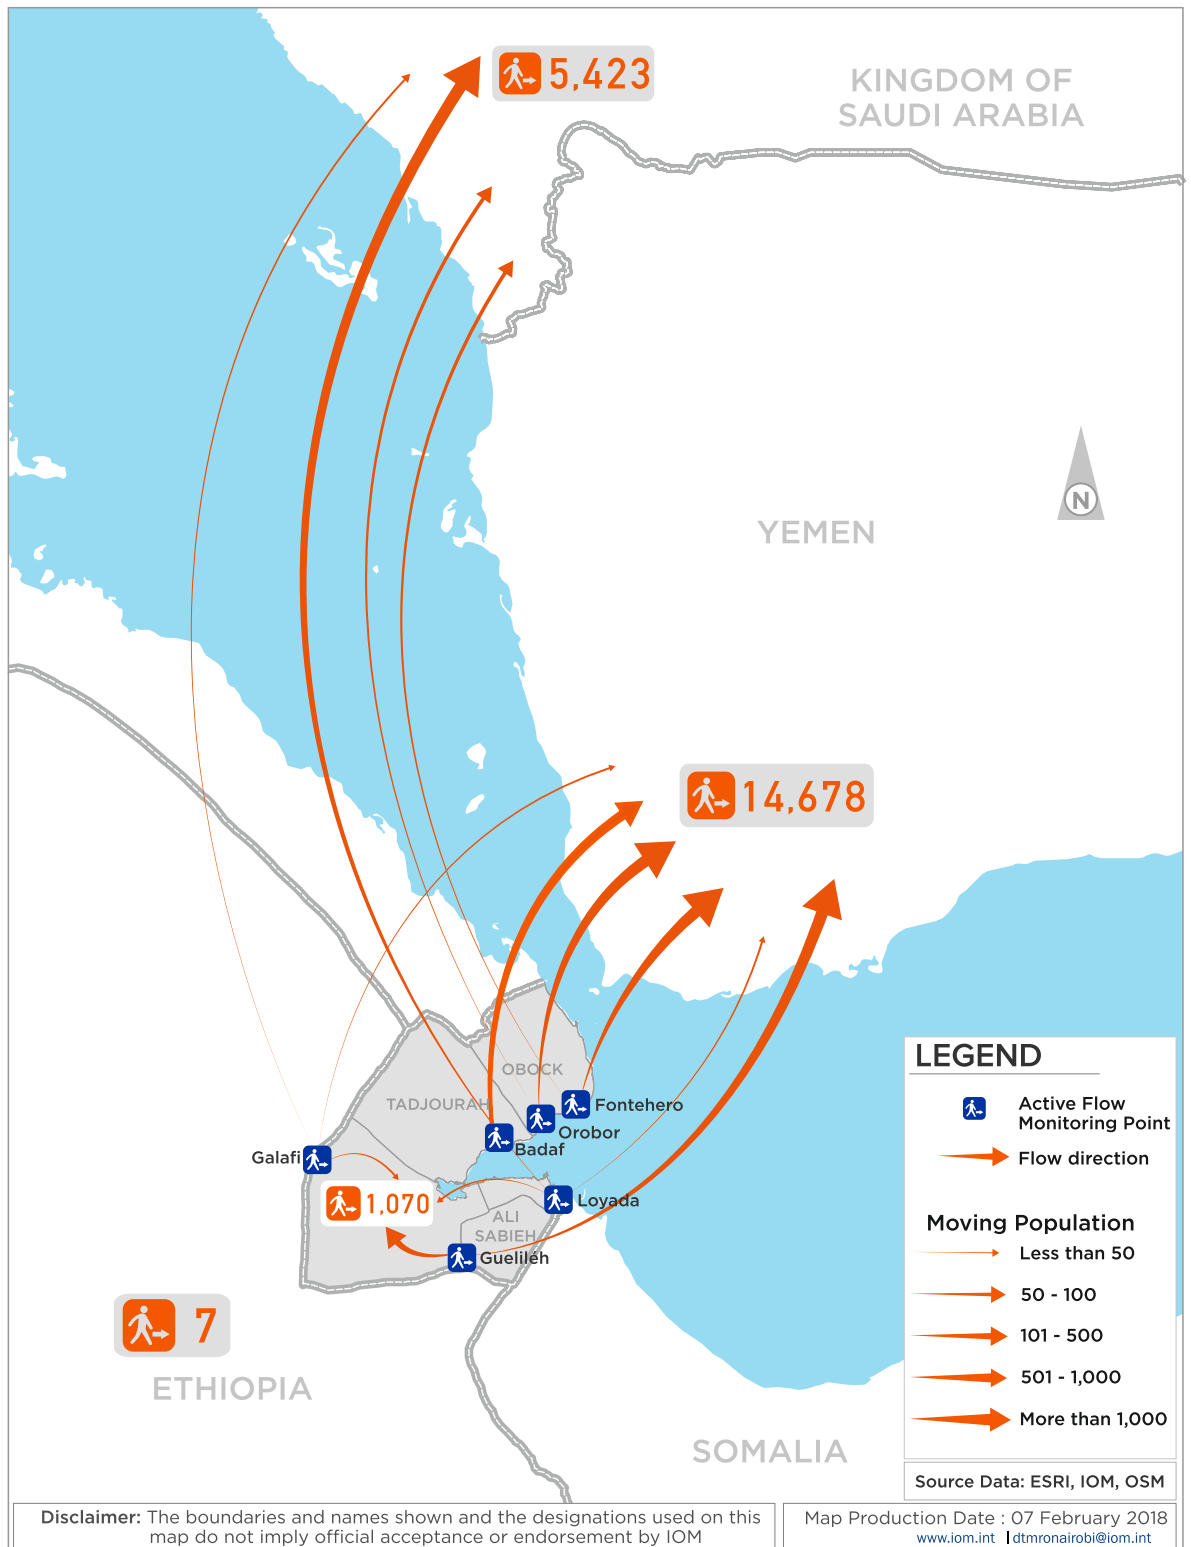 5,423
KINGDOM OF
SAUDI ARABIA
YEMEN
N
14,678
OBOCK
TADJOURAH
Fontehero
Orobor
Badaf
Galafi
1,070
Loyada
ALI
SABIEH
Guelileh
7
ETHIOPIA
SOMALIA
LEGEND
Active Flow
Monitoring Point
Flow direction
Moving Population
Less than 50
50 - 100
101 - 500
501 - 1,000
More than 1,000
Source Data: ESRI, IOM, OSM
Disclaimer: The boundaries and names shown and the designations used on this
map do not imply official acceptance or endorsement by IOM
Map Production Date : 07 February 2018
www.iom.int | dtmronairobi@iom.int